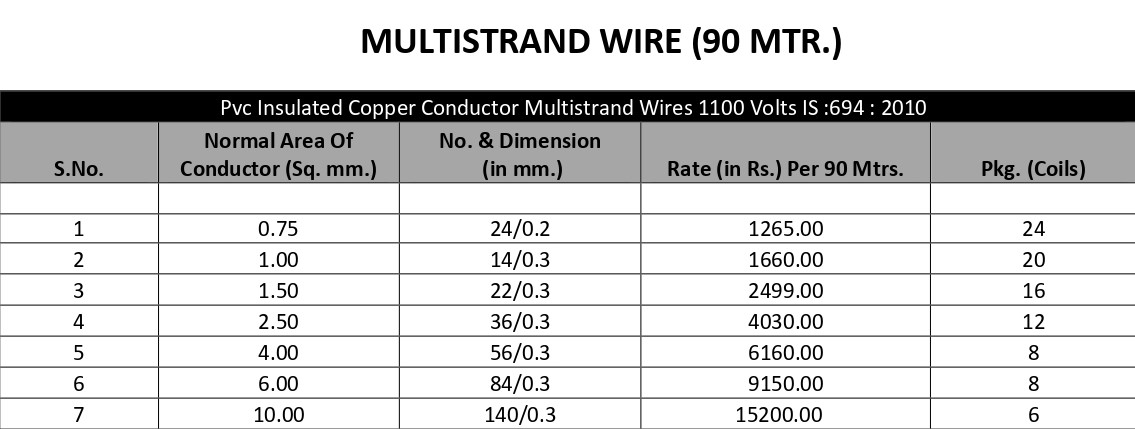 MULTISTRAND WIRE (90 MTR.)
Pvc Insulated Copper Conductor Multistrand Wires 1100 Volts IS :694 : 2010
S.No. Normal Area Of Conductor (Sq. mm.) No. & Dimension (in mm.) Rate (in Rs.) Per 90 Mtrs. Pkg. (Coils)
1 0.75 24/0.2 1265.00 24
2 1.00 14/0.3 1660.00 20
3 1.50 22/0.3 2499.00 16
4 2.50 36/0.3 4030.00 12
5 4.00 56/0.3 6160.00 8
6 6.00 84/0.3 9150.00 8
7 10.00 140/0.3 15200.00 6